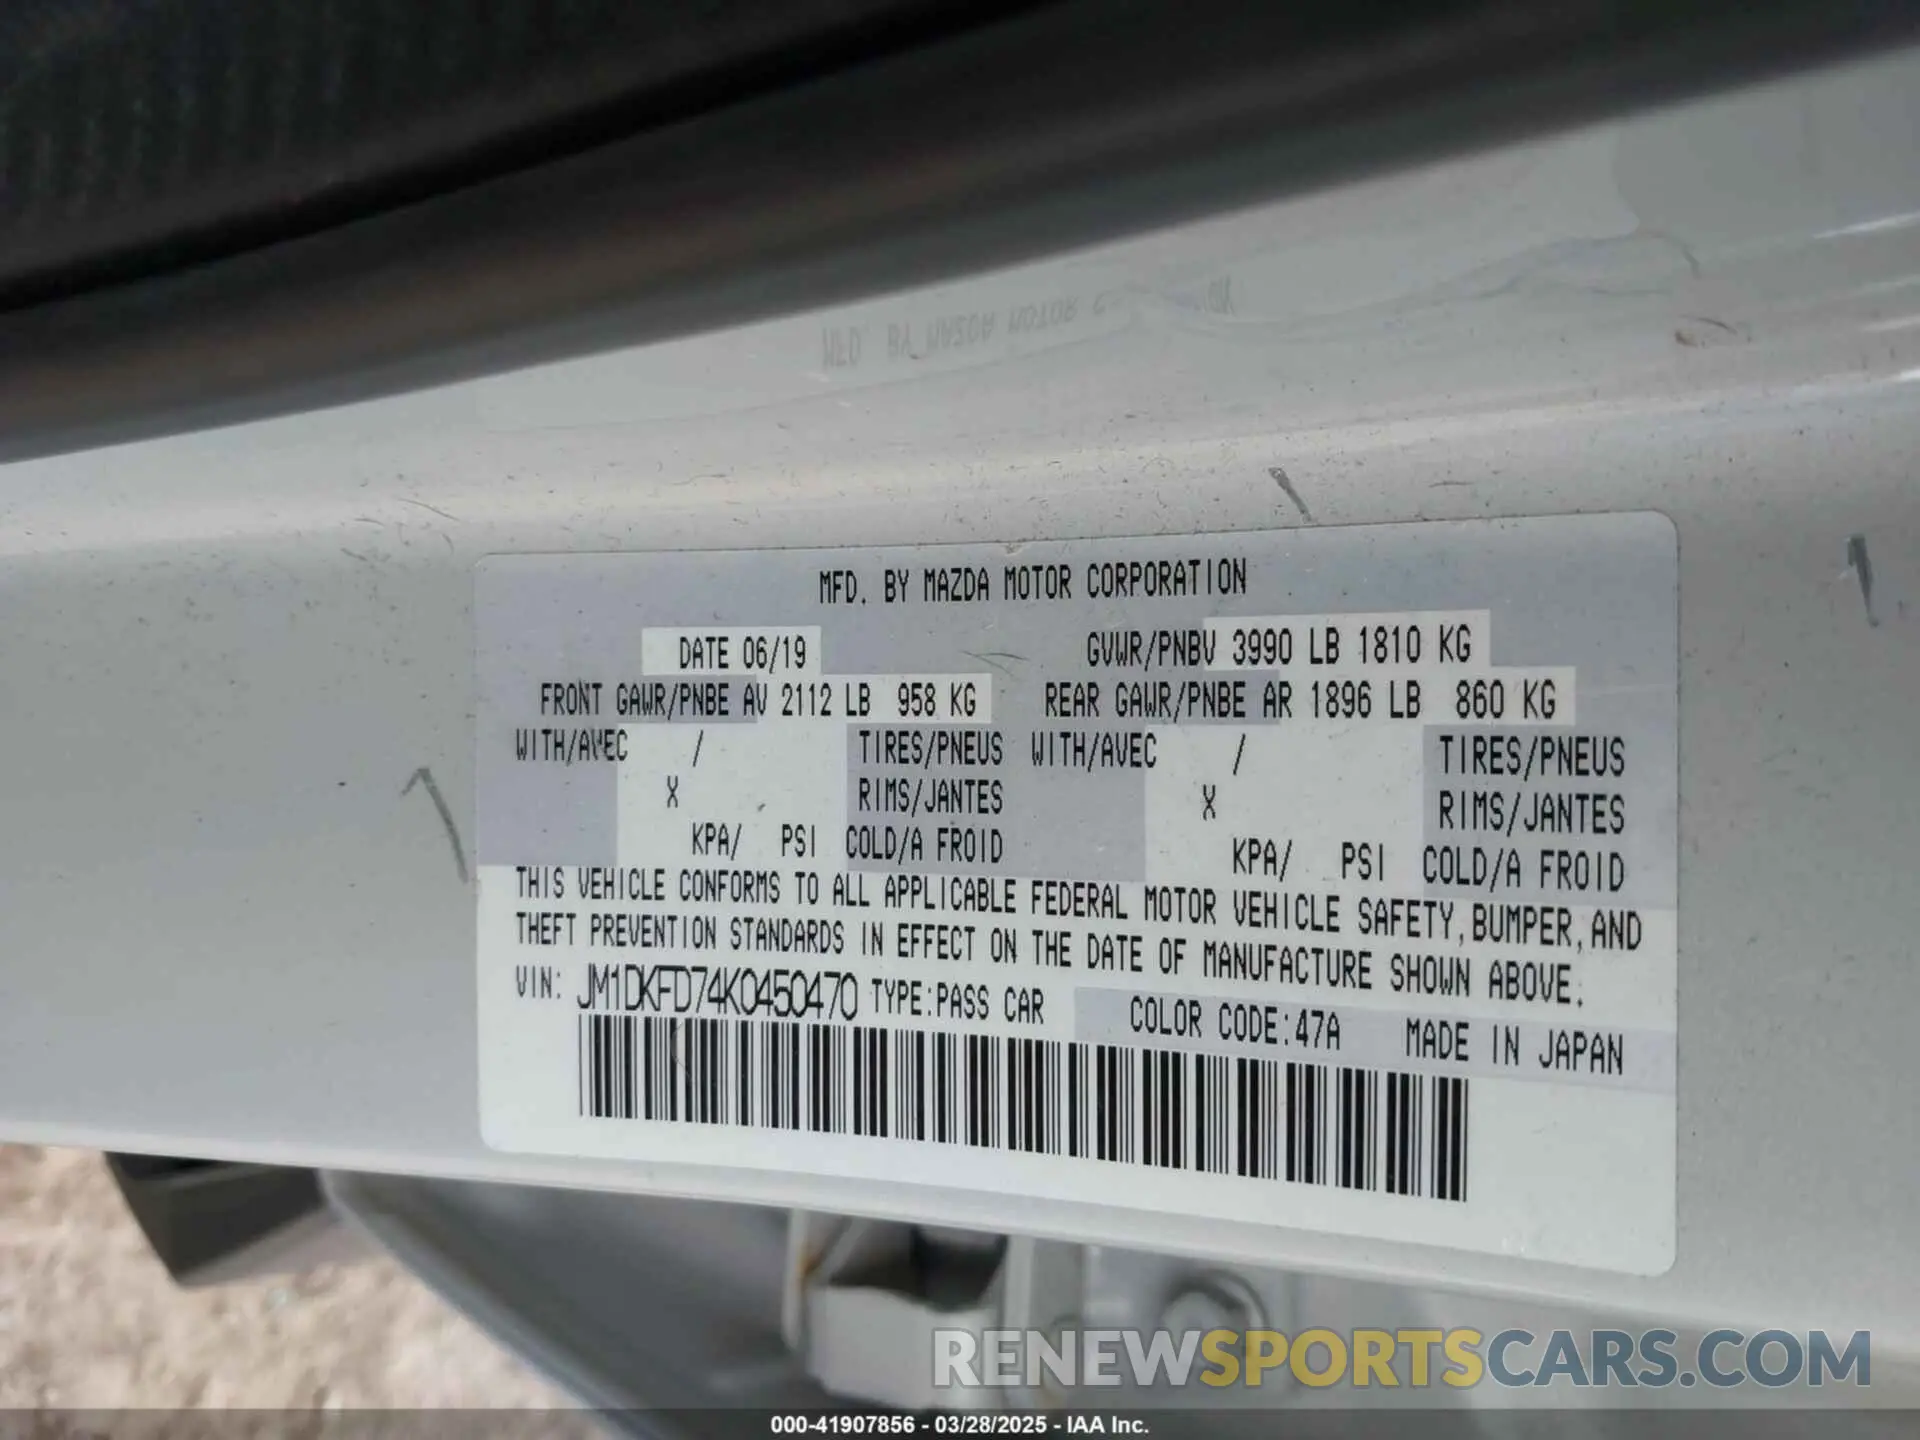 MFD. BY MAZDA MOTOR
MFD. BY MAZDA MOTOR CORPORATION
DATE 06/19 GVWR/PNBV 3990 LB 1810 KG
FRONT GAWR/PNBE AV 2112 LB 958 KG REAR GAWR/PNBE AR 1896 LB 860 KG
WITH/AVEC / TIRES/PNEUS WITH/AVEC / TIRES/PNEUS
X RIMS/JANTES X RIMS/JANTES
KPA/ PSI COLD/A FROID KPA/ PSI COLD/A FROID
THIS VEHICLE CONFORMS TO ALL APPLICABLE FEDERAL MOTOR VEHICLE SAFETY, BUMPER, AND
THEFT PREVENTION STANDARDS IN EFFECT ON THE DATE OF MANUFACTURE SHOWN ABOVE.
VIN: JM1DKFD74K0450470 TYPE:PASS CAR COLOR CODE:47A MADE IN JAPAN
RENEWSPORTSCARS.COM
000-41907856 - 03/28/2025 - IAA Inc.